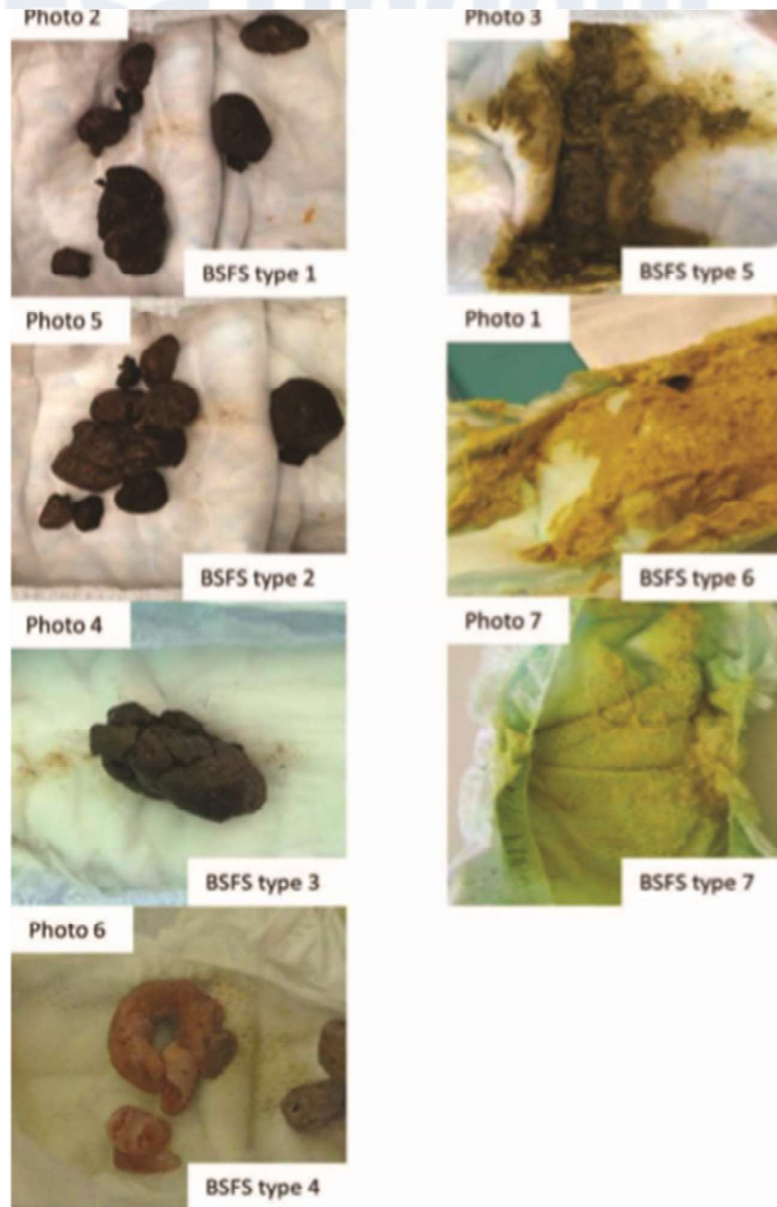 Photo 2
BSFS type 1
Photo 5
BSFS type 2
Photo 4
BSFS type 3
Photo 6
BSFS type 4
Photo 3
BSFS type 5
Photo 1
BSFS type 6
Photo 7
BSFS type 7